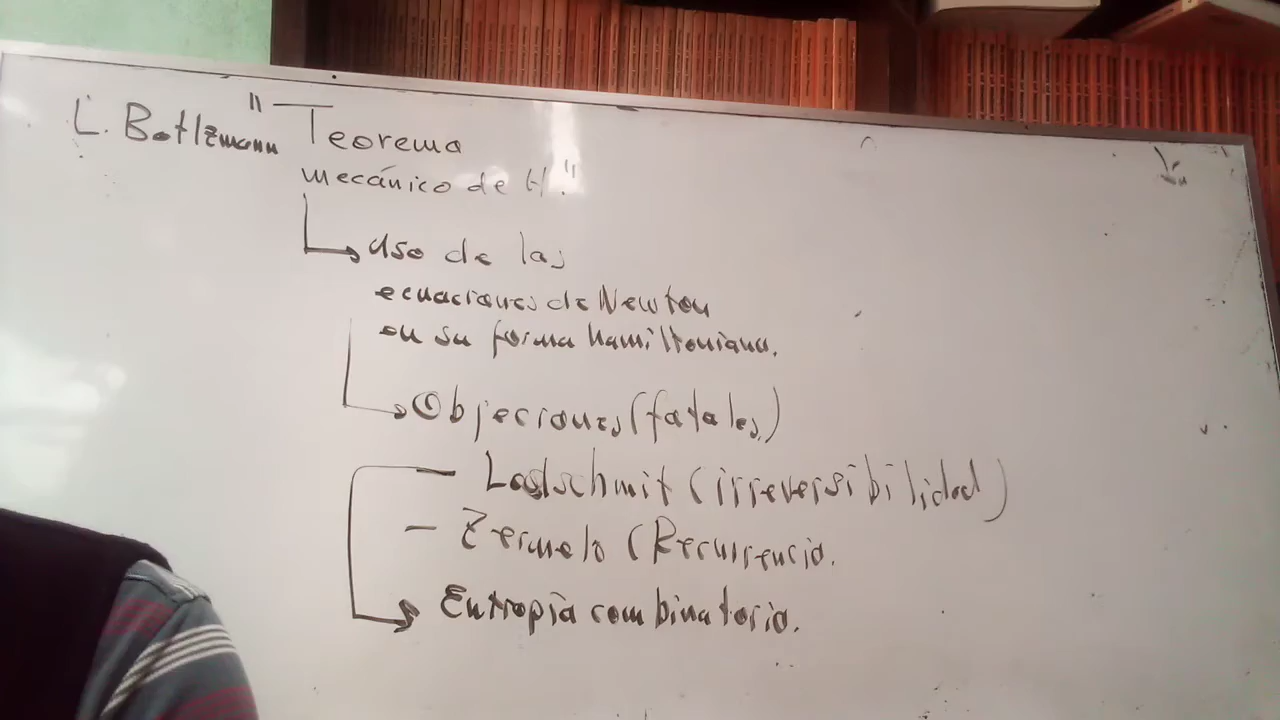 L. Botlzmann "Teorema
mecánico de H."
uso de las
ecuaciones de Newton
en su forma hamiltoniana.
Objeciones (fatales)
- Loslschmit (irreversibilidad)
- Zermelo (Recurrencia.
Entropía combinatoria.